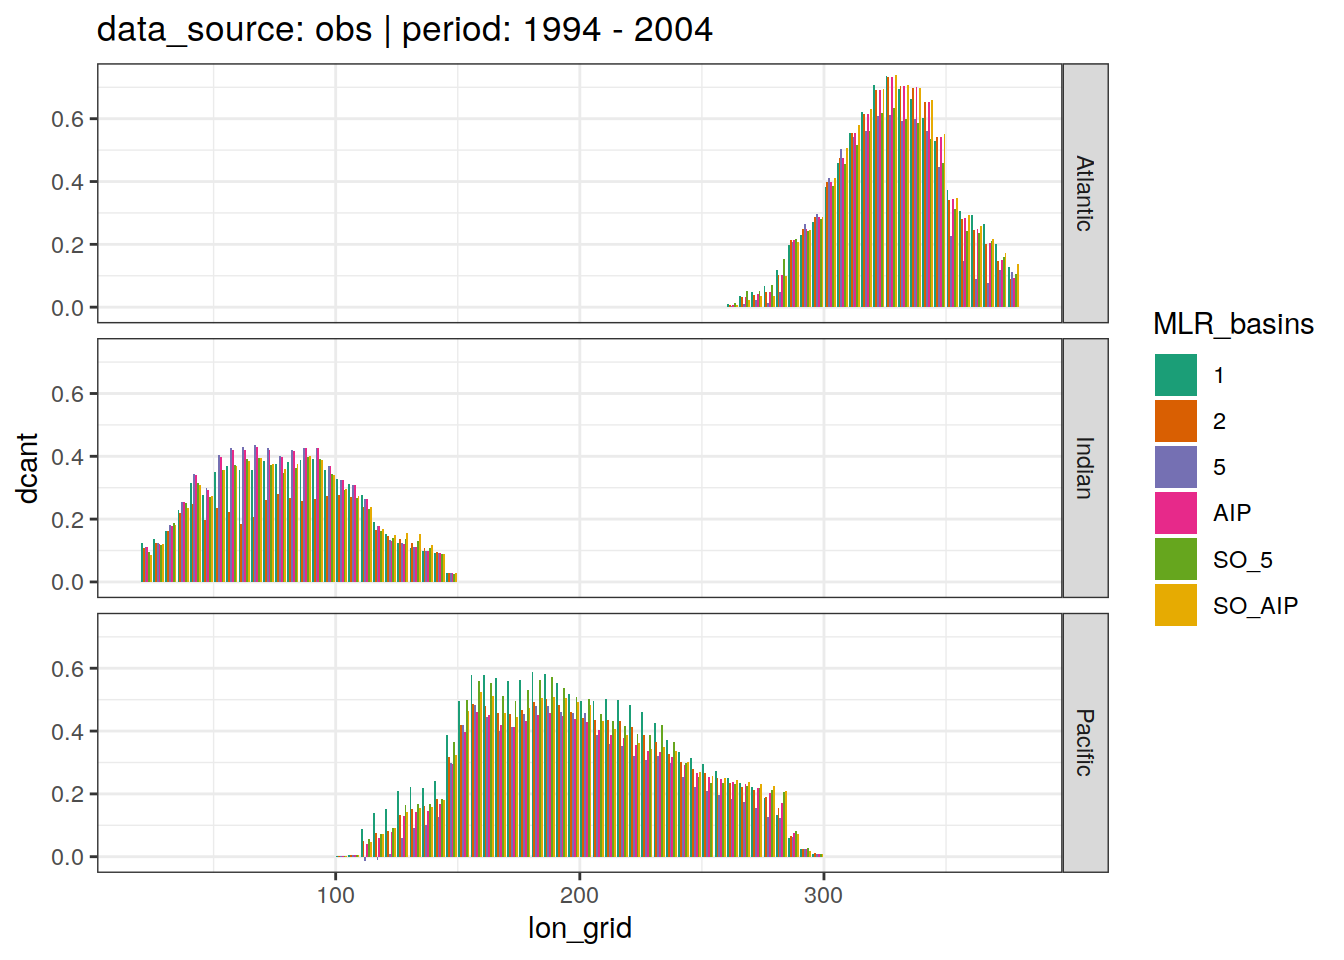 data_source: obs | period: 1994 - 2004
0.6
0.4
0.2
0.0
Atlantic
0.6
0.4
0.2
0.0
Indian
0.6
0.4
0.2
0.0
Pacific
dcant
100
200
300
lon_grid
MLR_basins
1
2
5
AIP
SO_5
SO_AIP